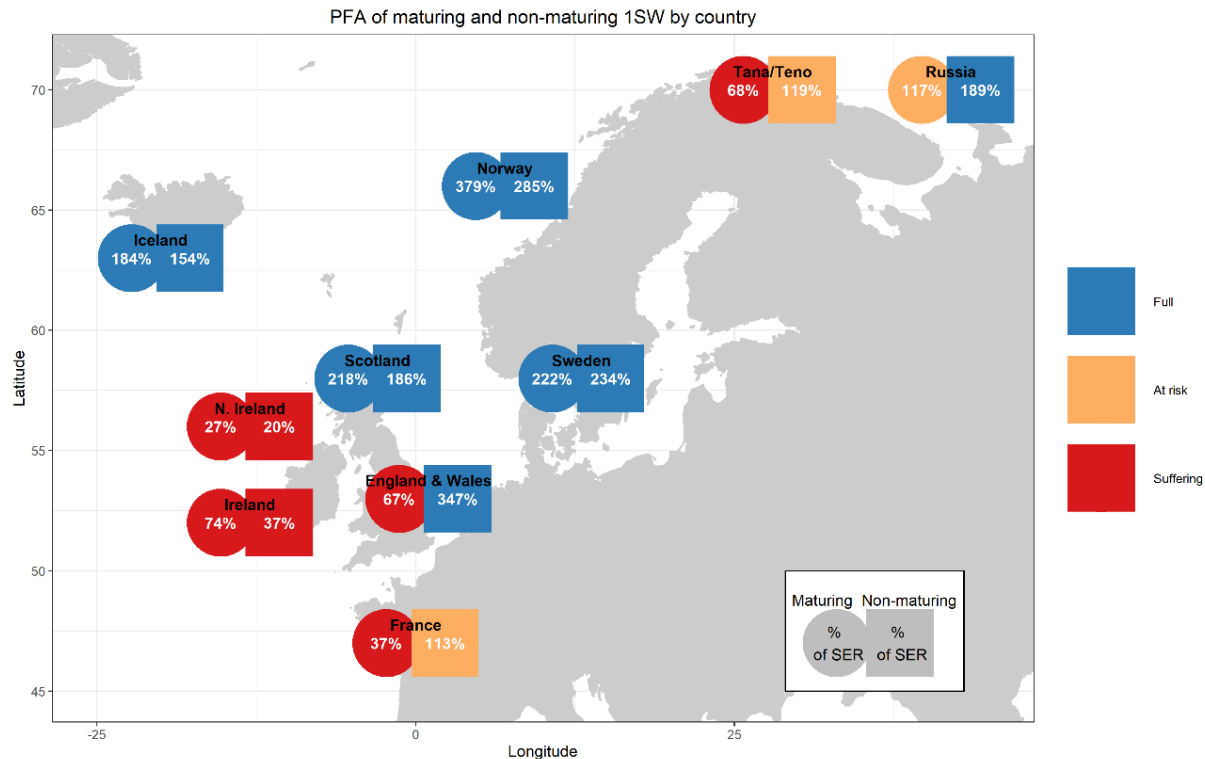 PFA of maturing and non-maturing 1SW by country
Tana/Teno
68% 119%
Russia
117% 189%
Norway
379% 285%
Iceland
184% 154%
Scotland
218% 186%
Sweden
222% 234%
N. Ireland
27% 20%
England & Wales
67% 347%
Ireland
74% 37%
France
37% 113%
Maturing Non-maturing
% %
of SER of SER
Full
At risk
Suffering
70
65
60
55
50
45
Latitude
-25 0 25
Longitude